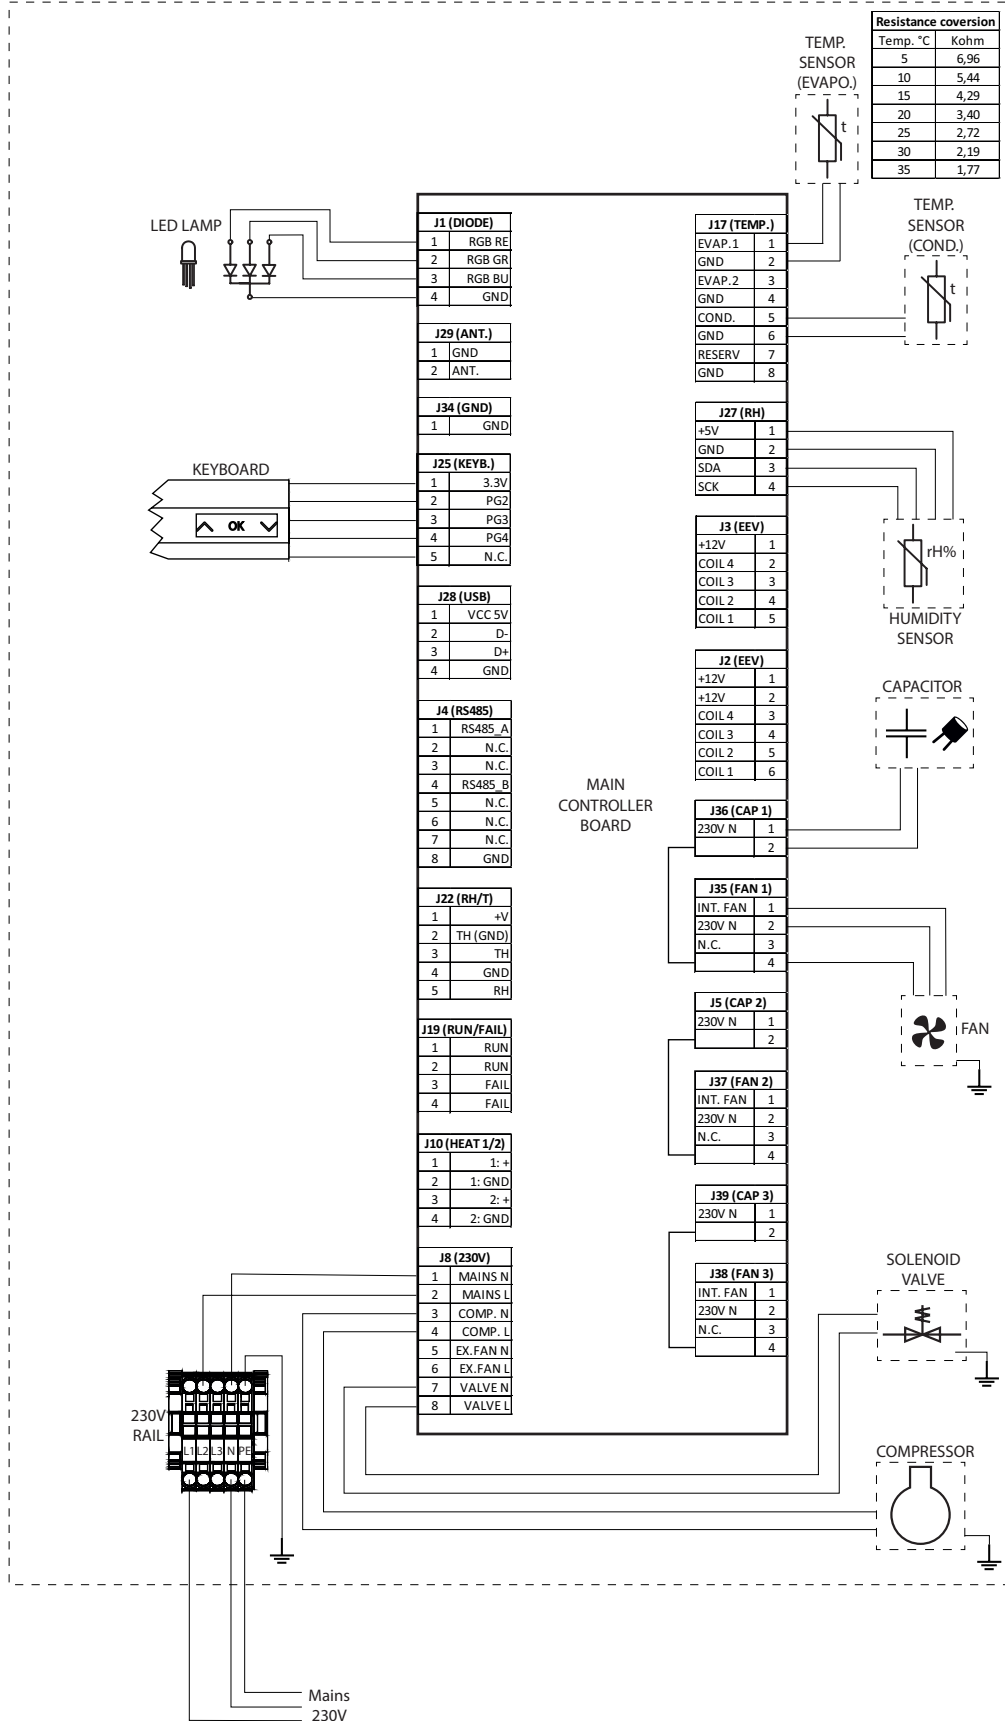 Resistance coversion
Temp. °C Kohm
5 6,96
10 5,44
15 4,29
20 3,40
25 2,72
30 2,19
35 1,77
TEMP.
SENSOR
(EVAPO.)
t
TEMP.
SENSOR
(COND.)
t
LED LAMP
J1 (DIODE)
1 RGB RE
2 RGB GR
3 RGB BU
4 GND
J29 (ANT.)
1 GND
2 ANT.
J34 (GND)
1 GND
KEYBOARD
OK
J25 (KEYB.)
1 3.3V
2 PG2
3 PG3
4 PG4
5 N.C.
J28 (USB)
1 VCC 5V
2 D-
3 D+
4 GND
J4 (RS485)
1 RS485_A
2 N.C.
3 N.C.
4 RS485_B
5 N.C.
6 N.C.
7 N.C.
8 GND
J22 (RH/T)
1 +V
2 TH (GND)
3 TH
4 GND
5 RH
J19 (RUN/FAIL)
1 RUN
2 RUN
3 FAIL
4 FAIL
J10 (HEAT 1/2)
1 1: +
2 1: GND
3 2: +
4 2: GND
J8 (230V)
1 MAINS N
2 MAINS L
3 COMP. N
4 COMP. L
5 EX.FAN N
6 EX.FAN L
7 VALVE N
8 VALVE L
MAIN
CONTROLLER
BOARD
J17 (TEMP.)
EVAP.1 1
GND 2
EVAP.2 3
GND 4
COND. 5
GND 6
RESERV 7
GND 8
J27 (RH)
+5V 1
GND 2
SDA 3
SCK 4
rH%
HUMIDITY
SENSOR
J3 (EEV)
+12V 1
COIL 4 2
COIL 3 3
COIL 2 4
COIL 1 5
J2 (EEV)
+12V 1
+12V 2
COIL 4 3
COIL 3 4
COIL 2 5
COIL 1 6
CAPACITOR
J36 (CAP 1)
230V N 1
2
J35 (FAN 1)
INT. FAN 1
230V N 2
N.C. 3
4
FAN
J5 (CAP 2)
230V N 1
2
J37 (FAN 2)
INT. FAN 1
230V N 2
N.C. 3
4
J39 (CAP 3)
230V N 1
2
J38 (FAN 3)
INT. FAN 1
230V N 2
N.C. 3
4
SOLENOID
VALVE
COMPRESSOR
230V
RAIL
L1 L2 L3 N PE
Mains
230V